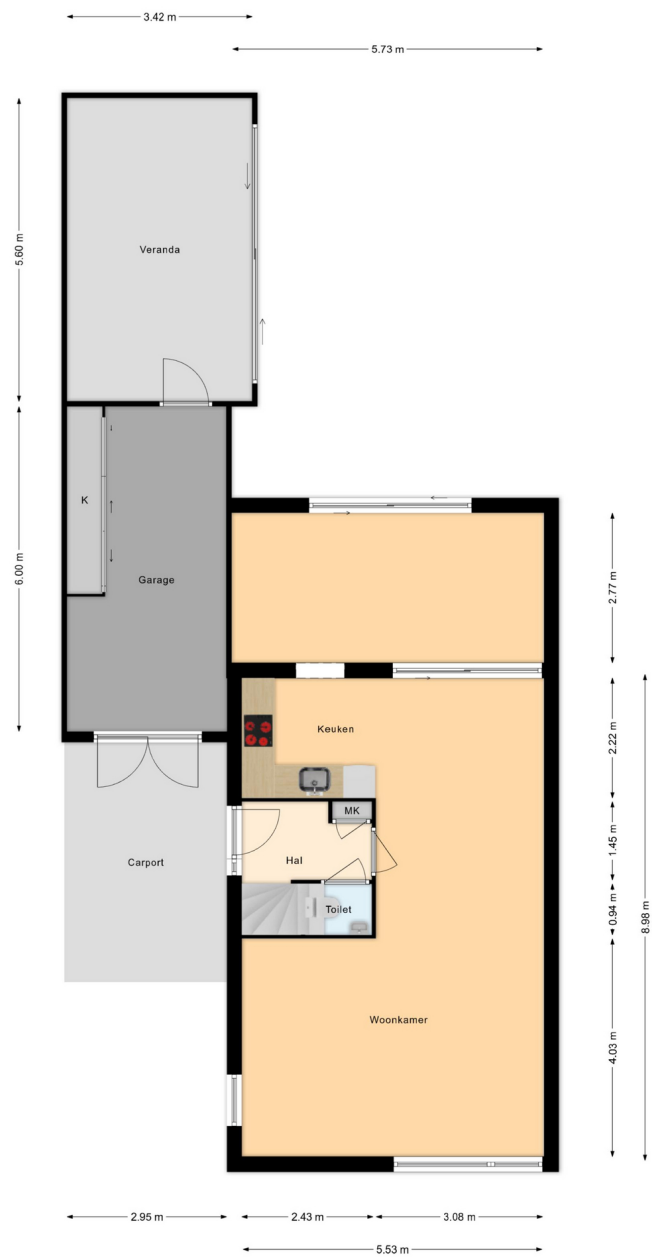 3.42 m
5.73 m
5.60 m
Veranda
6.00 m
K
Garage
2.77 m
Keuken
2.22 m
MK
1.45 m
Hal
Carport
Toilet
0.94 m
8.98 m
Woonkamer
4.03 m
2.95 m
2.43 m
3.08 m
5.53 m